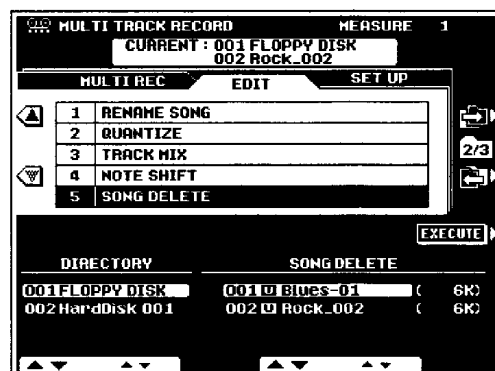 MULTI TRACK RECORD MEASURE 1
CURRENT : 001 FLOPPY DISK
002 Rock_002
MULTI REC EDIT SET UP
1 RENAME SONG
2 QUANTIZE
3 TRACK MIX
4 NOTE SHIFT
5 SONG DELETE
2/3
EXECUTE
DIRECTORY SONG DELETE
001 FLOPPY DISK 001 U Blues-01 ( 6K)
002 HardDisk 001 002 U Rock_002 ( 6K)